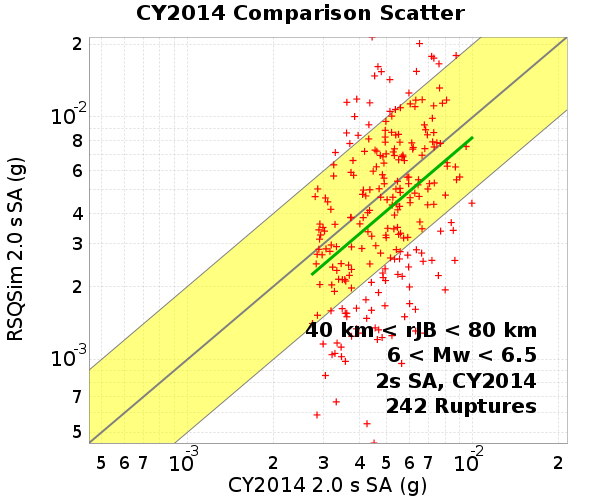 CY2014 Comparison Scatter
RSQSim 2.0 s SA (g)
2
10-2
8
6
4
3
2
10-3
7
5
40 km < rJB < 80 km
6 < Mw < 6.5
2s SA, CY2014
242 Ruptures
5 6 7 10-3 2 3 4 5 6 7 10-2 2
CY2014 2.0 s SA (g)